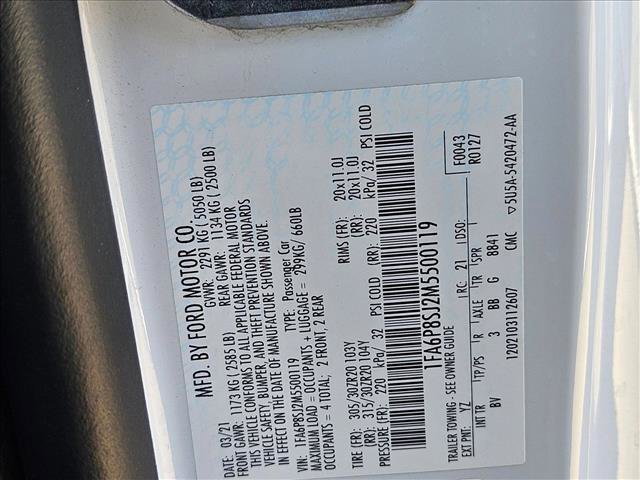 MFD. BY FORD MOTOR CO.
DATE: 03/21 GVWR: 2291 KG ( 5050 LB)
FRONT GAWR: 1173 KG ( 2585 LB) REAR GAWR: 1134 KG ( 2500 LB)
THIS VEHICLE CONFORMS TO ALL APPLICABLE FEDERAL MOTOR
VEHICLE SAFETY, BUMPER, AND THEFT PREVENTION STANDARDS
IN EFFECT ON THE DATE OF MANUFACTURE SHOWN ABOVE.
VIN: 1FA6P8SJ2M5500119 TYPE: Passenger Car
MAXIMUM LOAD = OCCUPANTS + LUGGAGE = 299KG/ 660LB
OCCUPANTS = 4 TOTAL; 2 FRONT, 2 REAR
TIRE (FR): 305/30ZR20 103Y RIMS (FR): 20x11.0J
(RR): 315/30ZR20 104Y (RR): 20x11.0J
PRESSURE (FR): 220 kPa/ 32 PSI COLD (RR): 220 kPa/ 32 PSI COLD
1FA6P8SJ2M5500119
TRAILER TOWING - SEE OWNER GUIDE F0043
EXT PNT: YZ RC: 21 DSO: R0127
INT TR TP/PS R AXLE TR SPR
BV 3 BB G 8B41
1202103112607 CMC ▽5U5A-5420472-AA